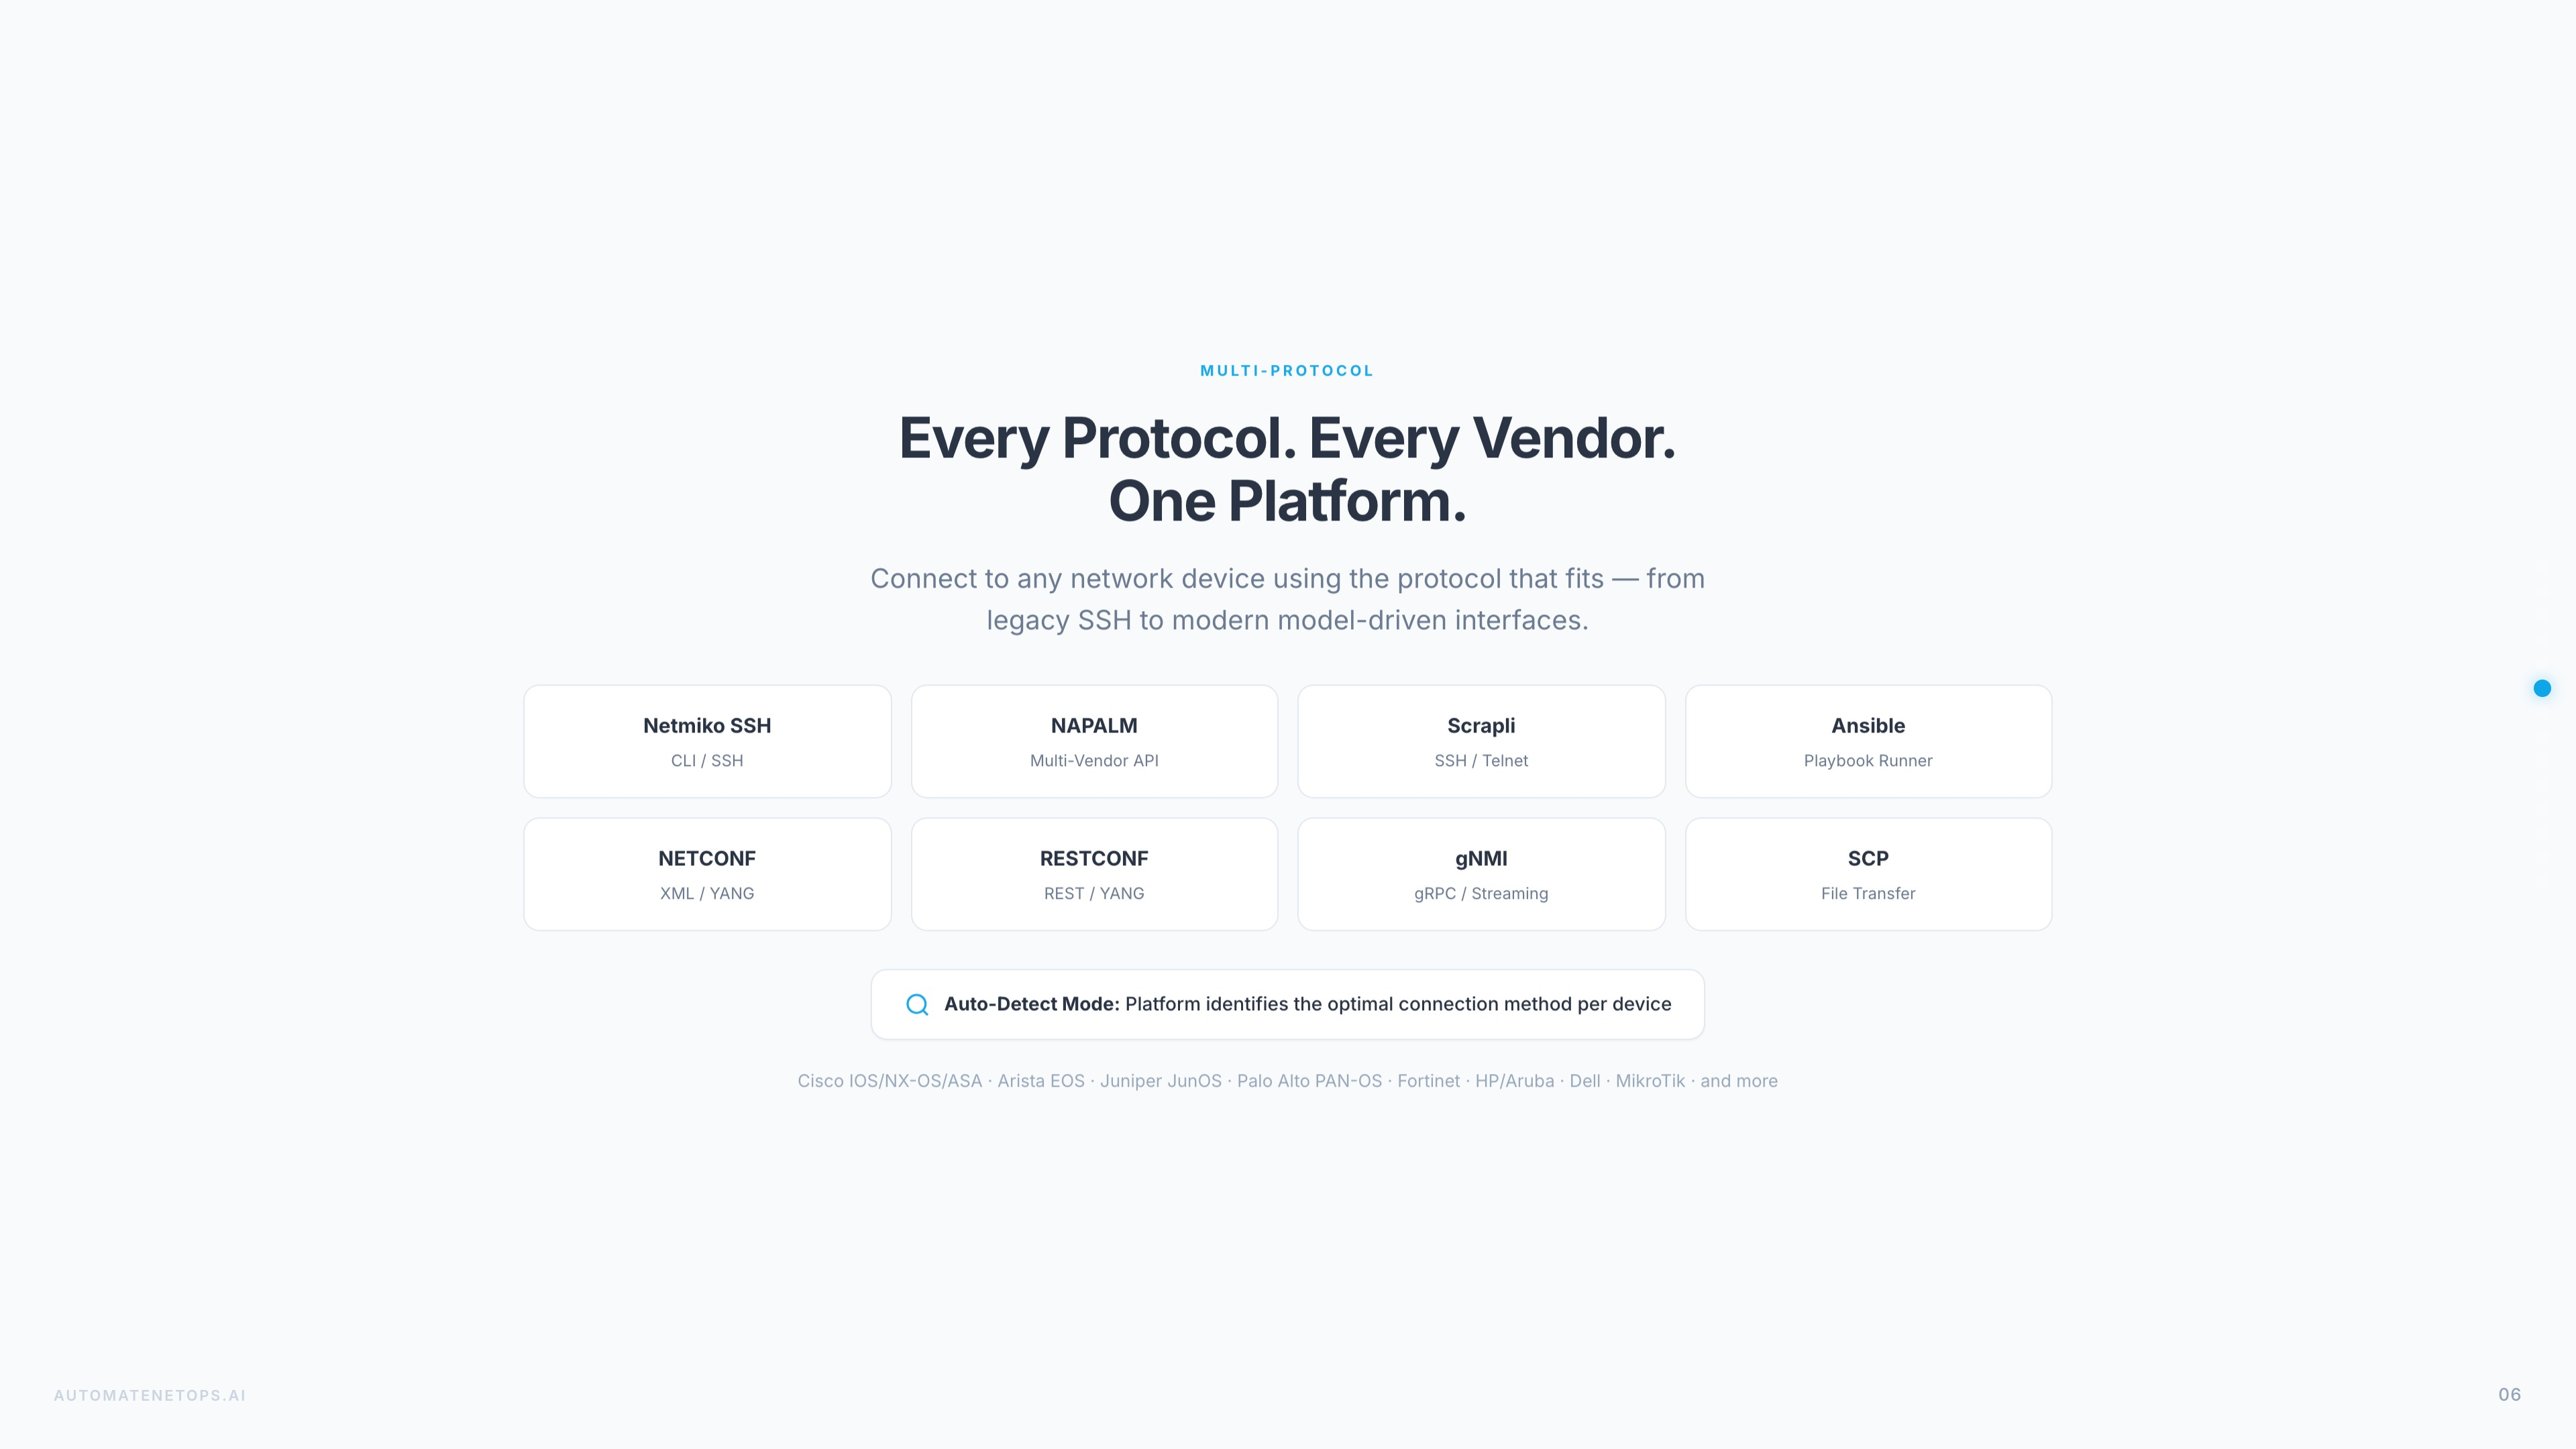 MULTI-PROTOCOL
Every Protocol. Every Vendor.
One Platform.
Connect to any network device using the protocol that fits — from
legacy SSH to modern model-driven interfaces.
Netmiko SSH
CLI / SSH
NAPALM
Multi-Vendor API
Scrapli
SSH / Telnet
Ansible
Playbook Runner
NETCONF
XML / YANG
RESTCONF
REST / YANG
gNMI
gRPC / Streaming
SCP
File Transfer
Auto-Detect Mode: Platform identifies the optimal connection method per device
Cisco IOS/NX-OS/ASA · Arista EOS · Juniper JunOS · Palo Alto PAN-OS · Fortinet · HP/Aruba · Dell · MikroTik · and more
AUTOMATENETOPS.AI
06